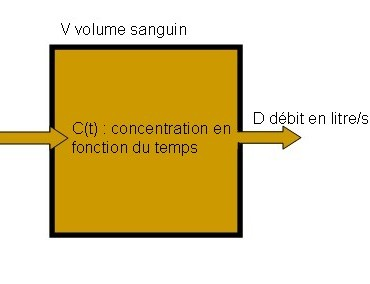 V volume sanguin
D débit en litre/s
C(t) : concentration en
fonction du temps